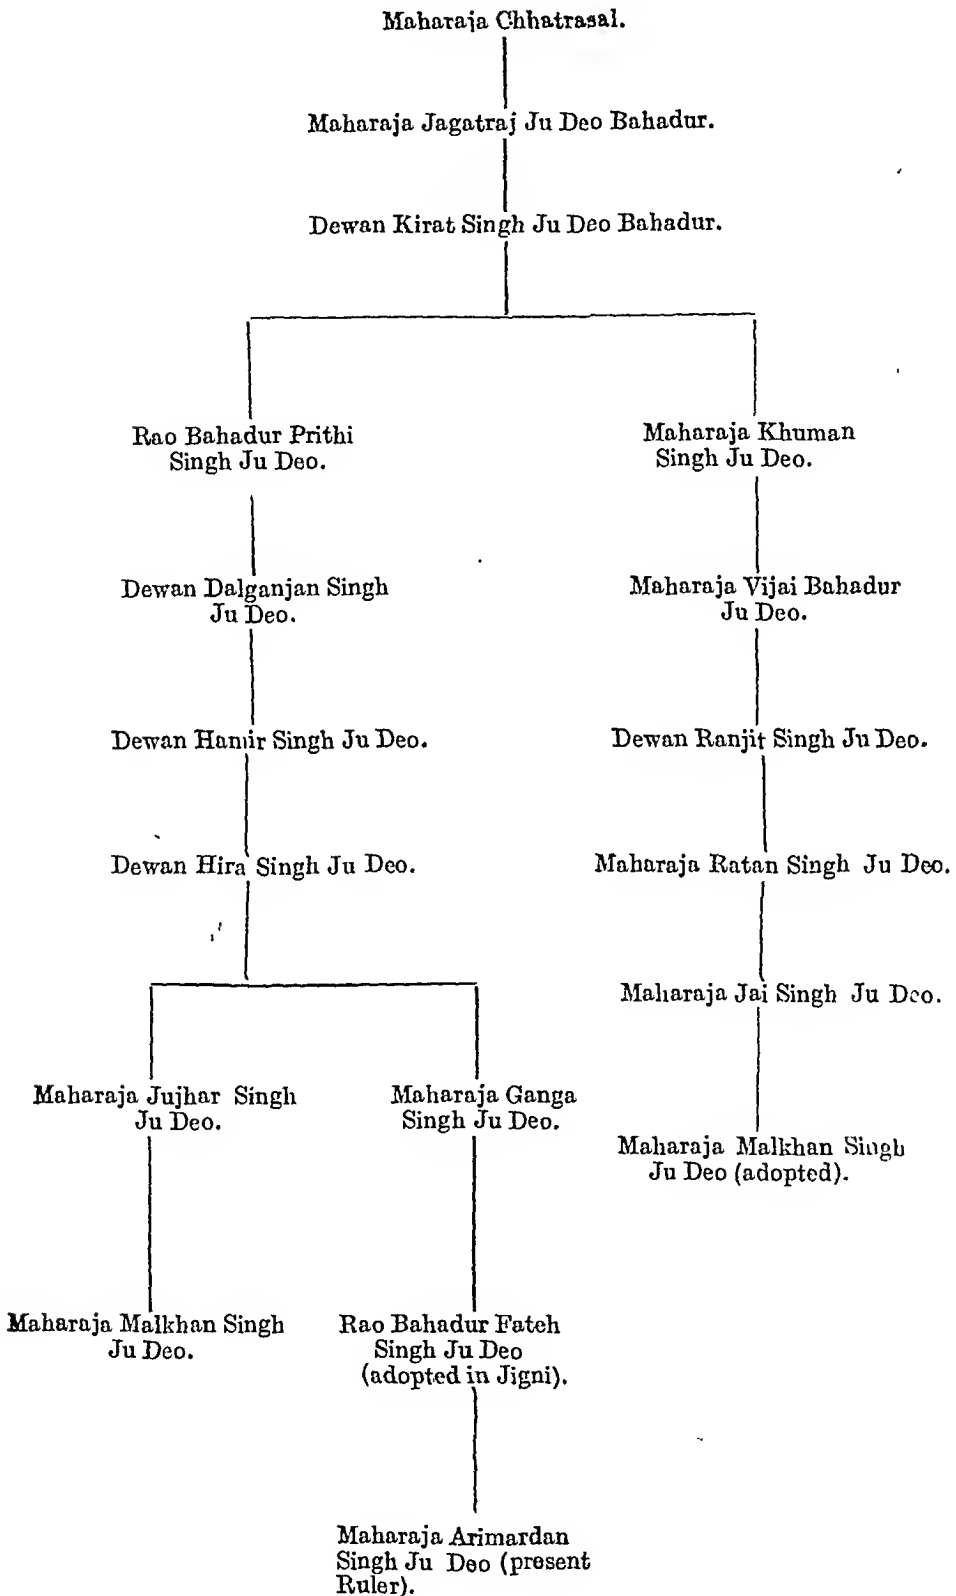 Maharaja Chhatrasal.
Maharaja Jagatraj Ju Deo Bahadur.
Dewan Kirat Singh Ju Deo Bahadur.
Rao Bahadur Prithi
Singh Ju Deo.
Maharaja Khuman
Singh Ju Deo.
Dewan Dalganjan Singh
Ju Deo.
Maharaja Vijai Bahadur
Ju Deo.
Dewan Hamir Singh Ju Deo.
Dewan Ranjit Singh Ju Deo.
Dewan Hira Singh Ju Deo.
Maharaja Ratan Singh Ju Deo.
Maharaja Jai Singh Ju Deo.
Maharaja Jujhar Singh
Ju Deo.
Maharaja Ganga
Singh Ju Deo.
Maharaja Malkhan Singh
Ju Deo (adopted).
Maharaja Malkhan Singh
Ju Deo.
Rao Bahadur Fateh
Singh Ju Deo
(adopted in Jigni).
Maharaja Arimardan
Singh Ju Deo (present
Ruler).